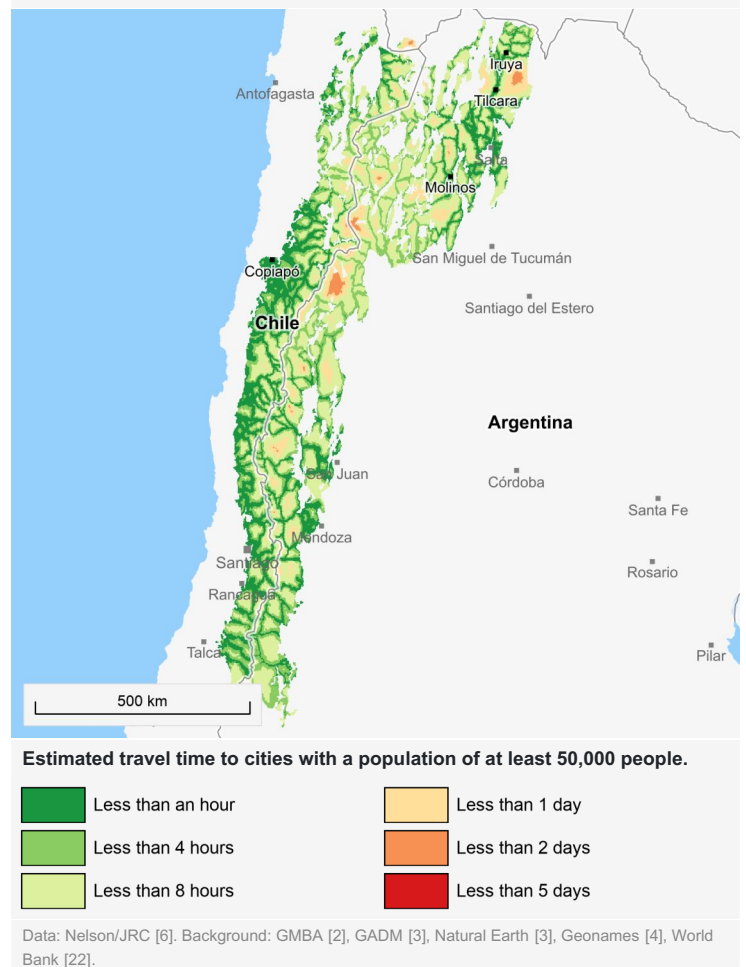 Iruya
Antofagasta
Tilcara
Salta
Molinos
San Miguel de Tucumán
Copiapó
Santiago del Estero
Chile
Argentina
San Juan
Córdoba
Santa Fe
Mendoza
Santiago
Rosario
Rancagua
Talca
Pilar
500 km
Estimated travel time to cities with a population of at least 50,000 people.
Less than an hour
Less than 1 day
Less than 4 hours
Less than 2 days
Less than 8 hours
Less than 5 days
Data: Nelson/JRC [6]. Background: GMBA [2], GADM [3], Natural Earth [3], Geonames [4], World
Bank [22].